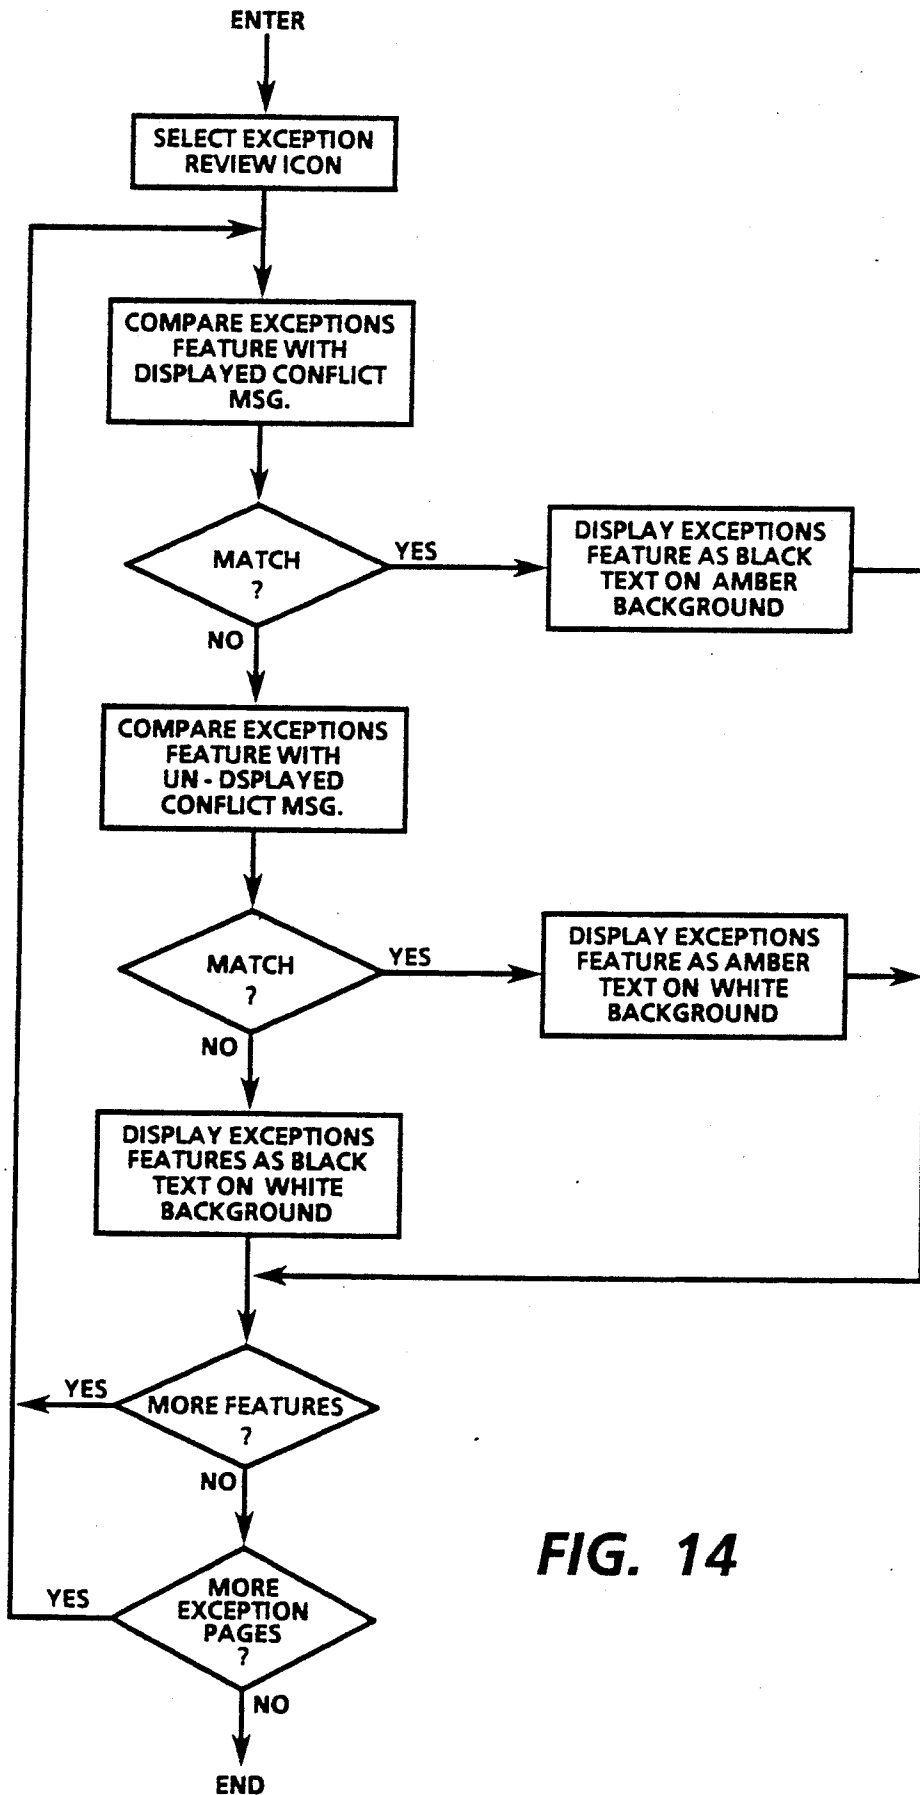 ENTER
SELECT EXCEPTION
REVIEW ICON
COMPARE EXCEPTIONS
FEATURE WITH
DISPLAYED CONFLICT
MSG.
MATCH
?
YES
DISPLAY EXCEPTIONS
FEATURE AS BLACK
TEXT ON AMBER
BACKGROUND
NO
COMPARE EXCEPTIONS
FEATURE WITH
UN - DSPLAYED
CONFLICT MSG.
MATCH
?
YES
DISPLAY EXCEPTIONS
FEATURE AS AMBER
TEXT ON WHITE
BACKGROUND
NO
DISPLAY EXCEPTIONS
FEATURES AS BLACK
TEXT ON WHITE
BACKGROUND
YES
MORE FEATURES
?
NO
YES
MORE
EXCEPTION
PAGES
?
NO
END
FIG. 14